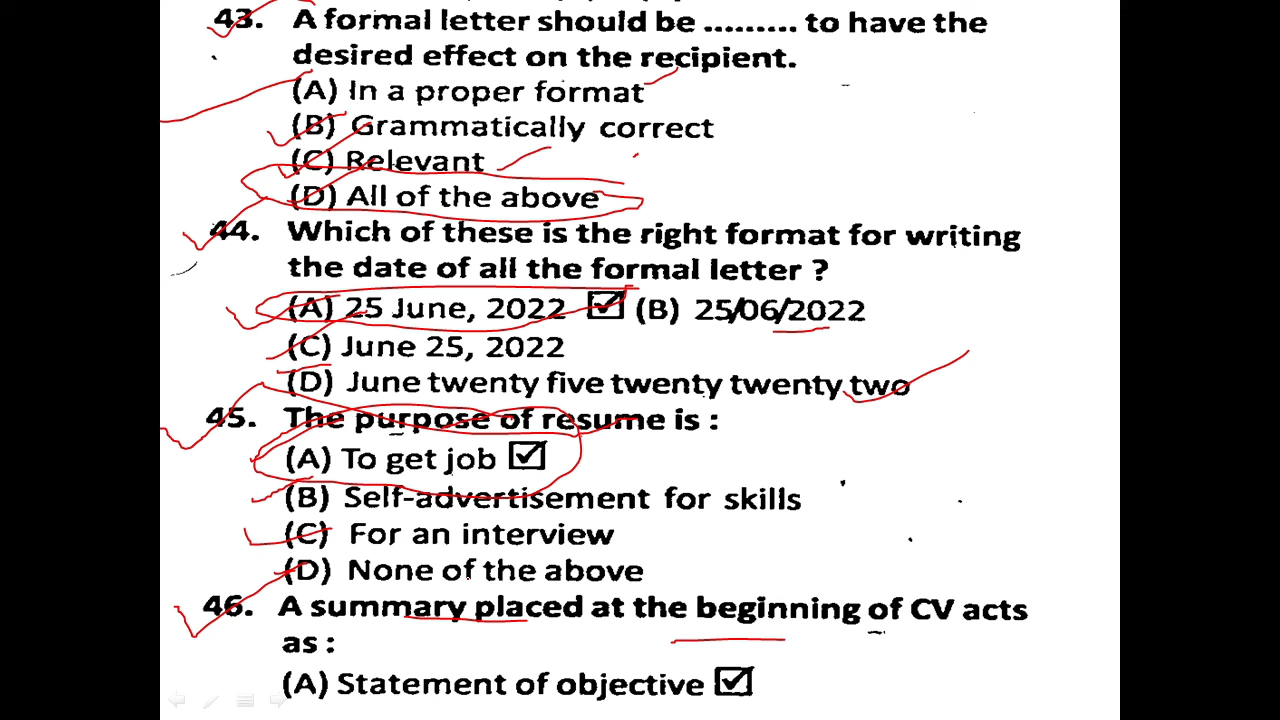 43. A formal letter should be ......... to have the
desired effect on the recipient.
(A) In a proper format
(B) Grammatically correct
(C) Relevant
(D) All of the above
44. Which of these is the right format for writing
the date of all the formal letter ?
(A) 25 June, 2022 ☑ (B) 25/06/2022
(C) June 25, 2022
(D) June twenty five twenty twenty two
45. The purpose of resume is :
(A) To get job ☑
(B) Self-advertisement for skills
(C) For an interview
(D) None of the above
46. A summary placed at the beginning of CV acts
as :
(A) Statement of objective ☑